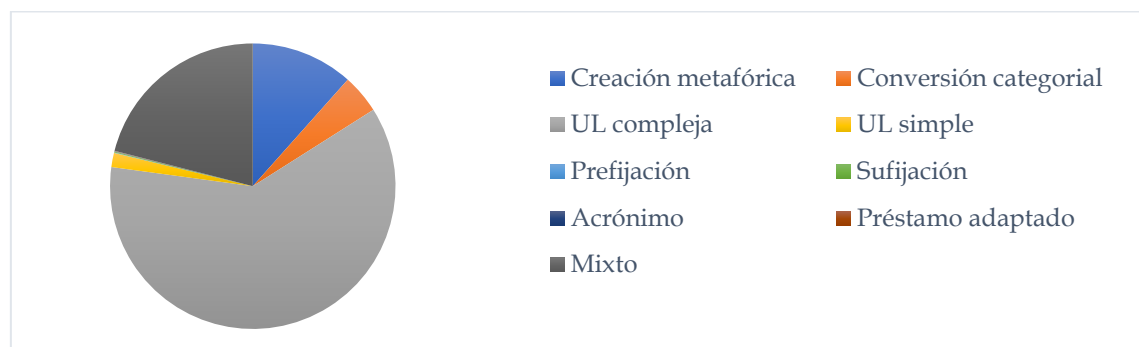 Creación metafórica
Conversión categorial
UL compleja
UL simple
Prefijación
Sufijación
Acrónimo
Préstamo adaptado
Mixto